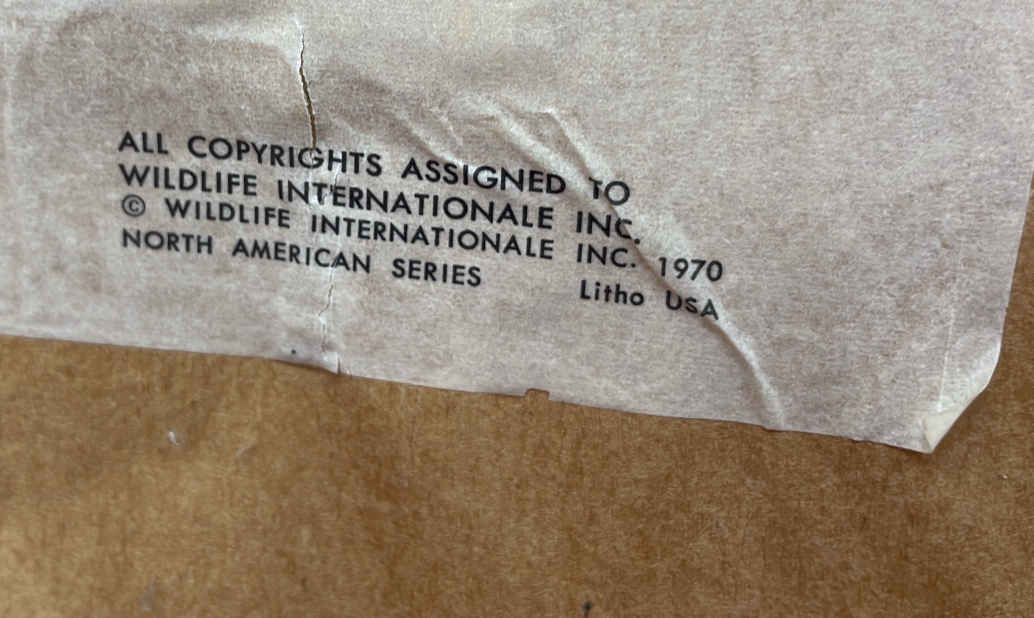 ALL COPYRIGHTS ASSIGNED TO
WILDLIFE INTERNATIONALE INC.
© WILDLIFE INTERNATIONALE INC. 1970
NORTH AMERICAN SERIES Litho USA